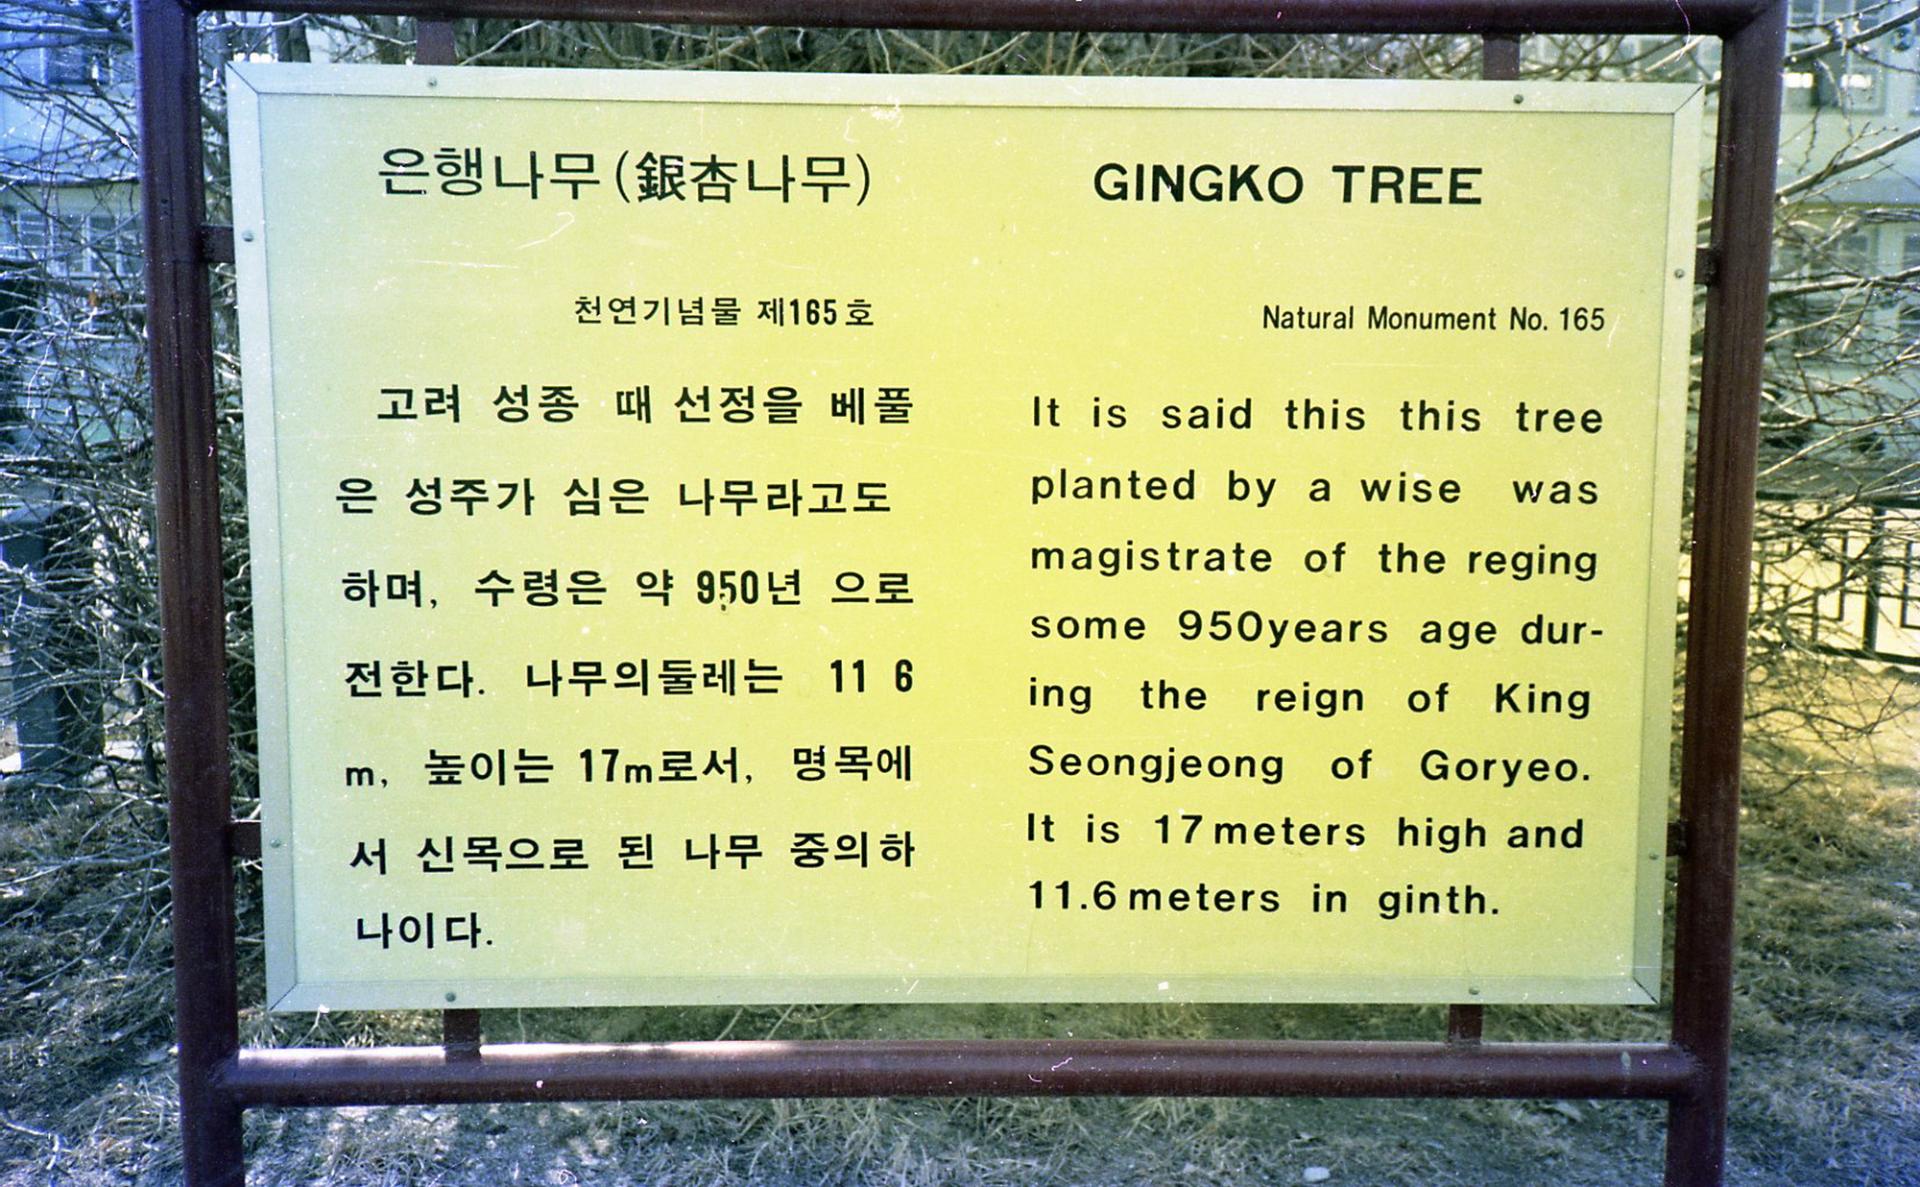 은행나무(銀杏나무)
천연기념물 제165호
고려 성종 때 선정을 베풀
은 성주가 심은 나무라고도
하며, 수령은 약 950년 으로
전한다. 나무의둘레는 11 6
m, 높이는 17m로서, 명목에
서 신목으로 된 나무 중의하
나이다.
GINGKO TREE
Natural Monument No. 165
It is said this this tree
planted by a wise was
magistrate of the reging
some 950years age dur-
ing the reign of King
Seongjeong of Goryeo.
It is 17meters high and
11.6meters in ginth.